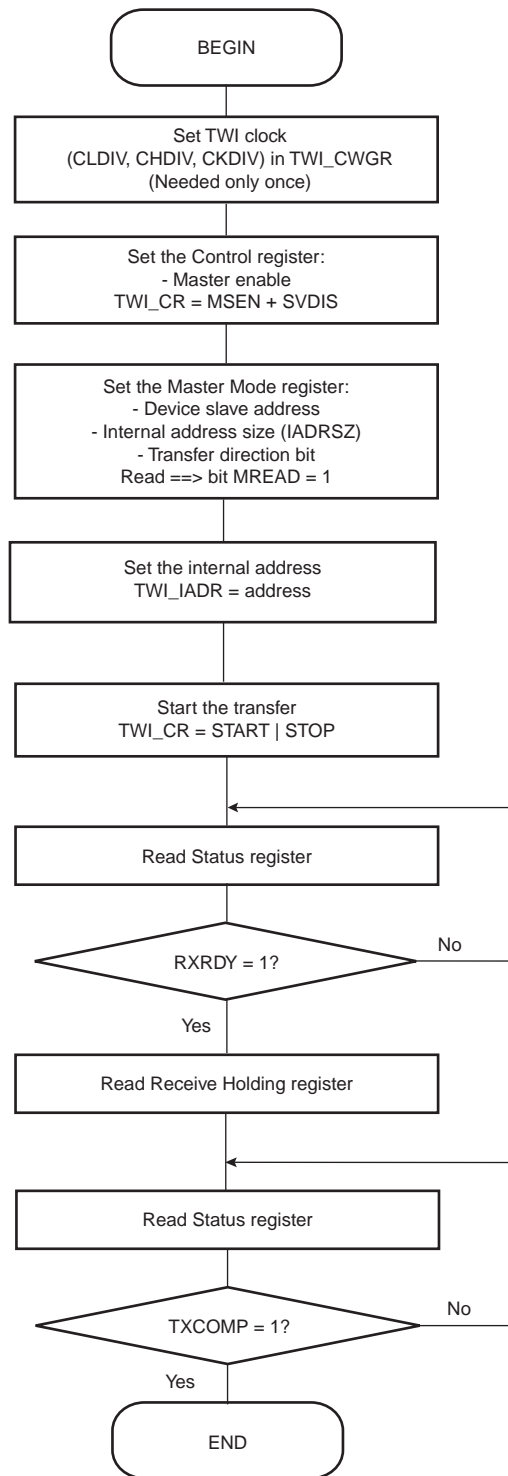 BEGIN
Set TWI clock
(CLDIV, CHDIV, CKDIV) in TWI_CWGR
(Needed only once)
Set the Control register:
- Master enable
TWI_CR = MSEN + SVDIS
Set the Master Mode register:
- Device slave address
- Internal address size (IADRSZ)
- Transfer direction bit
Read ==> bit MREAD = 1
Set the internal address
TWI_IADR = address
Start the transfer
TWI_CR = START | STOP
Read Status register
RXRDY = 1?
No
Yes
Read Receive Holding register
Read Status register
TXCOMP = 1?
No
Yes
END